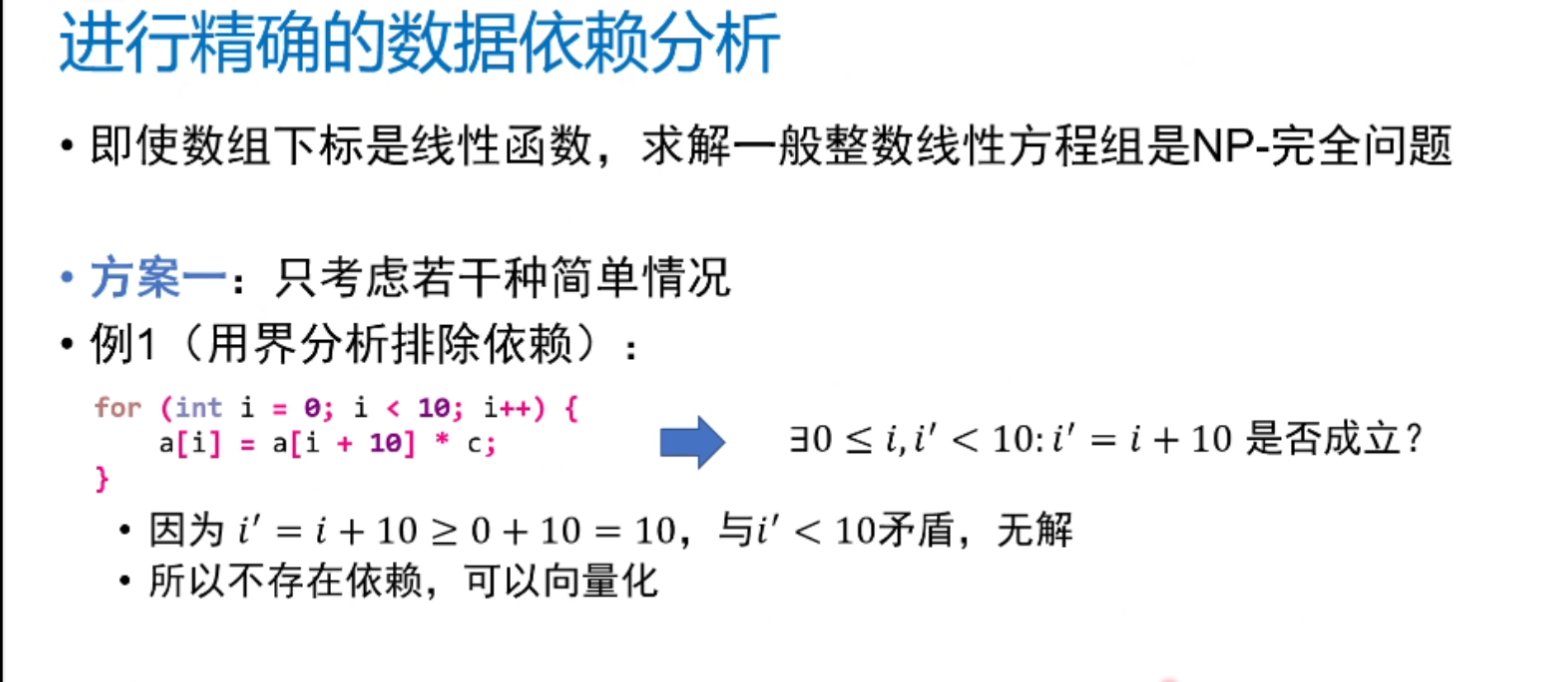 进行精确的数据依赖分析
• 即使数组下标是线性函数，求解一般整数线性方程组是NP-完全问题
• 方案一：只考虑若干种简单情况
• 例1（用界分析排除依赖）：
for (int i = 0; i < 10; i++) {
    a[i] = a[i + 10] * c;
}
∃0 ≤ i, i′ < 10: i′ = i + 10 是否成立？
• 因为 i′ = i + 10 ≥ 0 + 10 = 10，与i′ < 10矛盾，无解
• 所以不存在依赖，可以向量化